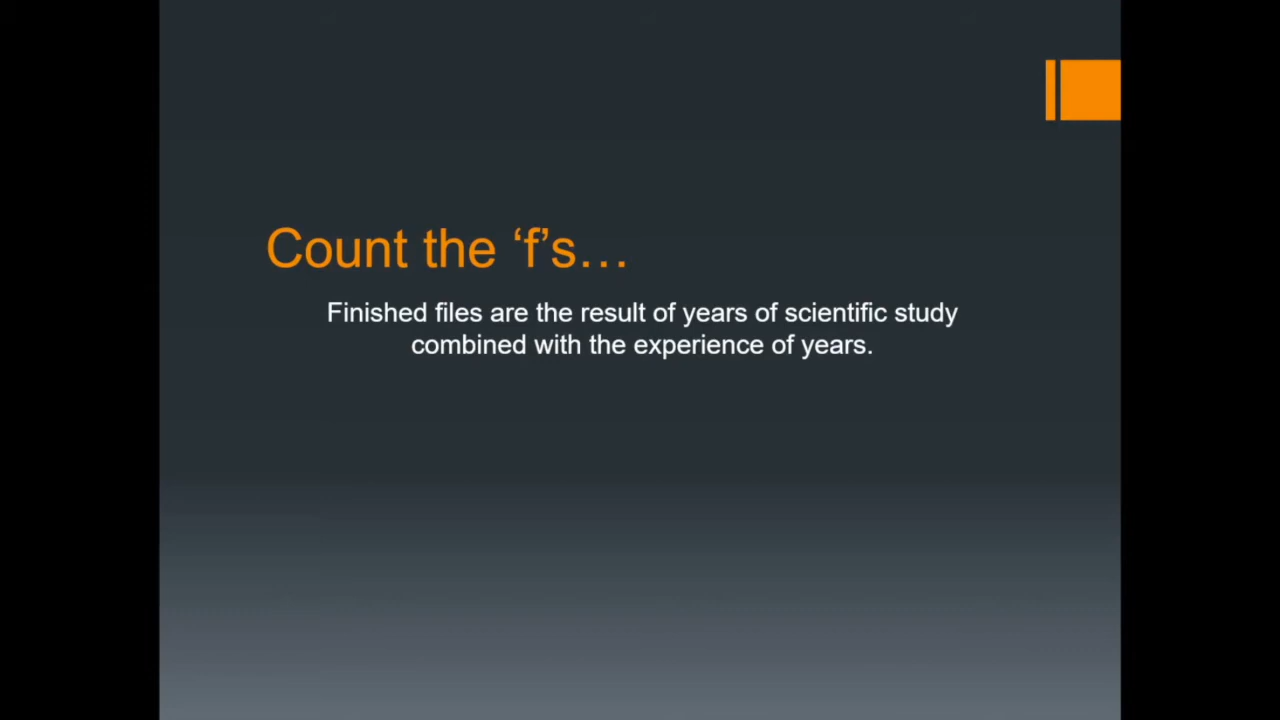 Count the ‘f’s…
Finished files are the result of years of scientific study
combined with the experience of years.